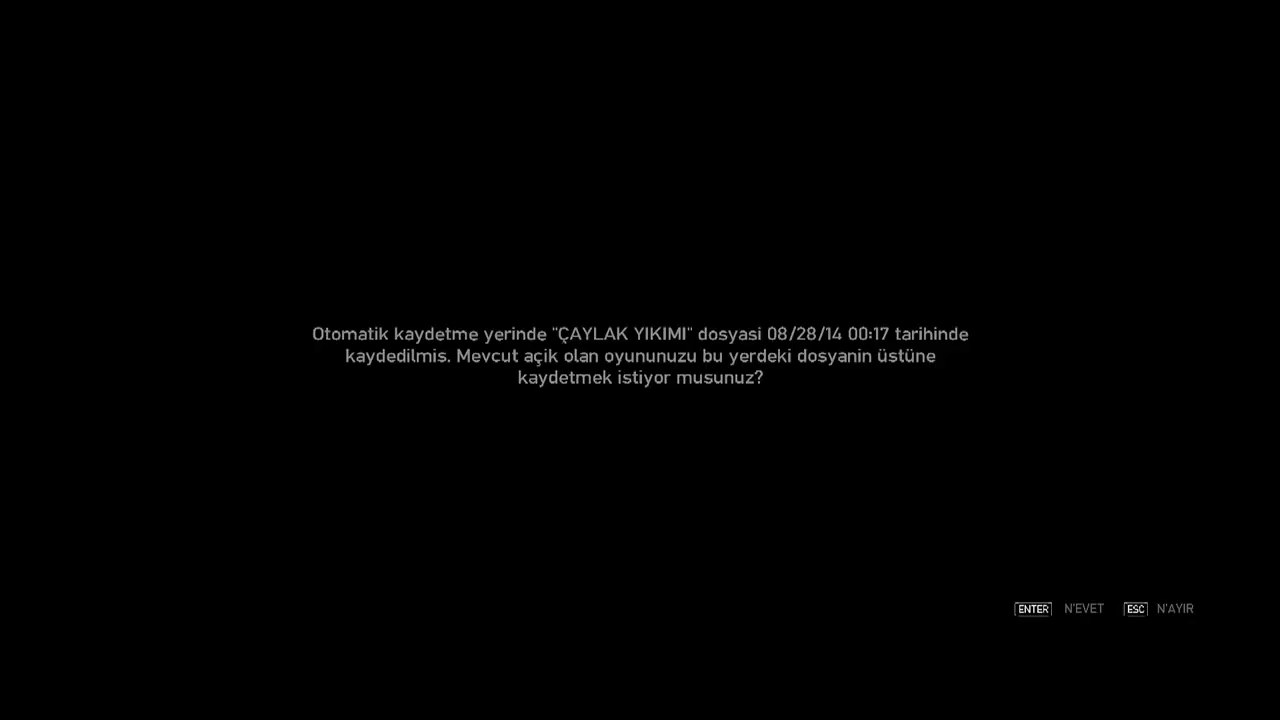 Otomatik kaydetme yerinde "ÇAYLAK YIKIMI" dosyasi 08/28/14 00:17 tarihinde
kaydedilmis. Mevcut açik olan oyununuzu bu yerdeki dosyanin üstüne
kaydetmek istiyor musunuz?
ENTER N'EVET ESC N'AYIR